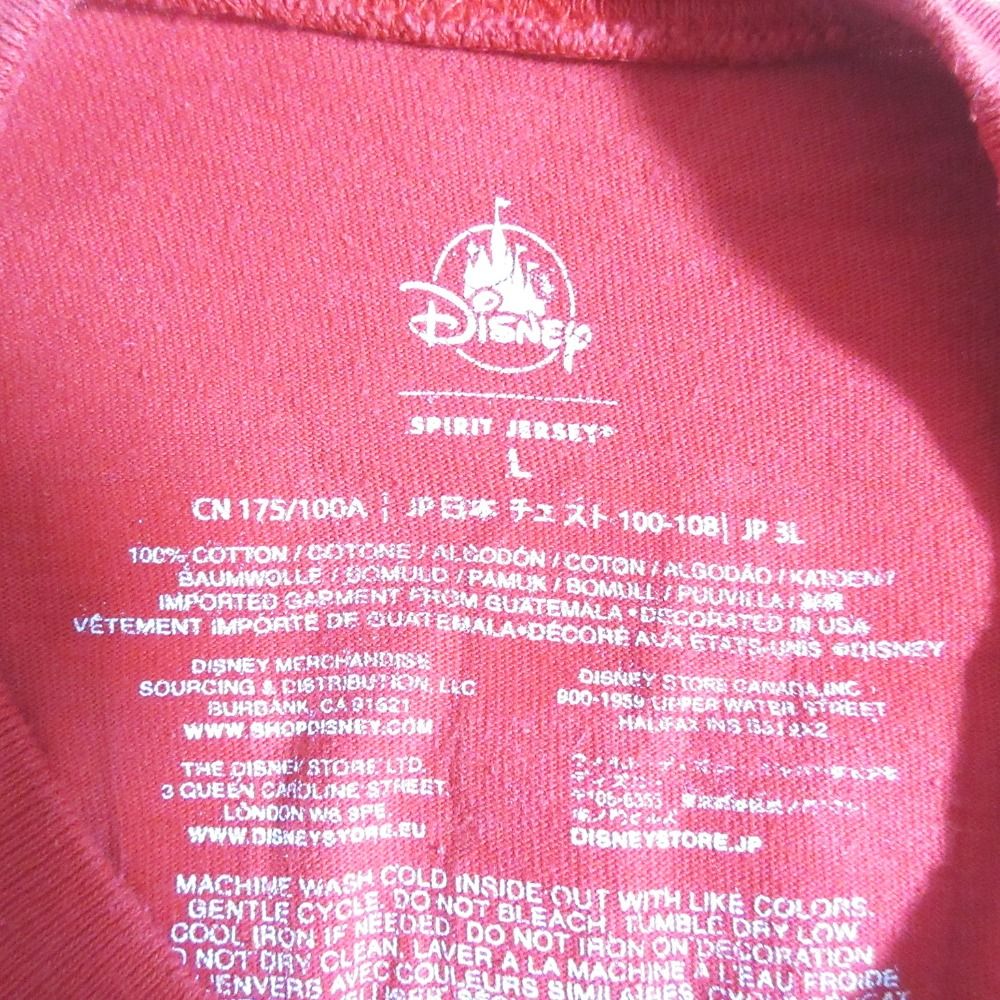 Disney
SPIRIT JERSEY®
L
CN 175/100A | JP 日本 チェスト 100-108 | JP 3L
100% COTTON / COTONE / ALGODÓN / COTON / ALGODÃO / KATOEN /
BAUMWOLLE / BOMULD / PAMUK / BOMULL / PUUVILLA /
IMPORTED GARMENT FROM GUATEMALA • DECORATED IN USA
VÊTEMENT IMPORTÉ DE GUATEMALA • DÉCORÉ AUX ÉTATS-UNIS ©DISNEY
DISNEY MERCHANDISE
SOURCING & DISTRIBUTION, LLC
BURBANK, CA 91521
WWW.SHOPDISNEY.COM
DISNEY STORE CANADA INC.
900-1959 UPPER WATER STREET
HALIFAX NS
THE DISNEY STORE LTD.
3 QUEEN CAROLINE STREET,
LONDON W6 9PE
WWW.DISNEYSTORE.EU
DISNEYSTORE.JP
MACHINE WASH COLD INSIDE OUT WITH LIKE COLORS.
GENTLE CYCLE. DO NOT BLEACH. TUMBLE DRY LOW.
COOL IRON IF NEEDED. DO NOT IRON ON DECORATION
NOT DRY CLEAN. LAVER A LA MACHINE A L'EAU FROIDE
L'ENVERS AVEC COULEURS SIMILAIRES.